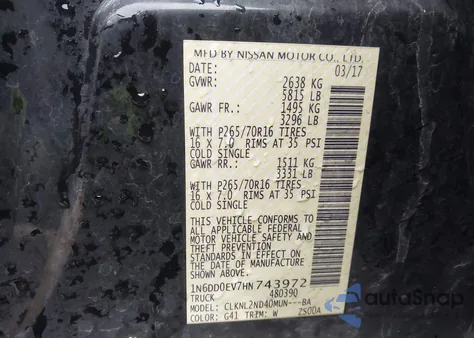 MFD BY NISSAN MOTOR CO., LTD.
DATE: 03/17
GVWR: 2638 KG
5815 LB
GAWR FR.: 1495 KG
3296 LB
WITH P265/70R16 TIRES
16 X 7.0 RIMS AT 35 PSI
COLD SINGLE
GAWR RR.: 1511 KG
3331 LB
WITH P265/70R16 TIRES
16 X 7.0 RIMS AT 35 PSI
COLD SINGLE
THIS VEHICLE CONFORMS TO
ALL APPLICABLE FEDERAL
MOTOR VEHICLE SAFETY AND
THEFT PREVENTION
STANDARDS IN EFFECT ON THE
DATE OF MANUFACTURE
SHOWN ABOVE.
1N6DD0EV7HN743972
TRUCK 480390
MODEL: CLKNL2ND40MUN---BA
COLOR: G41 TRIM: W
autoSnap